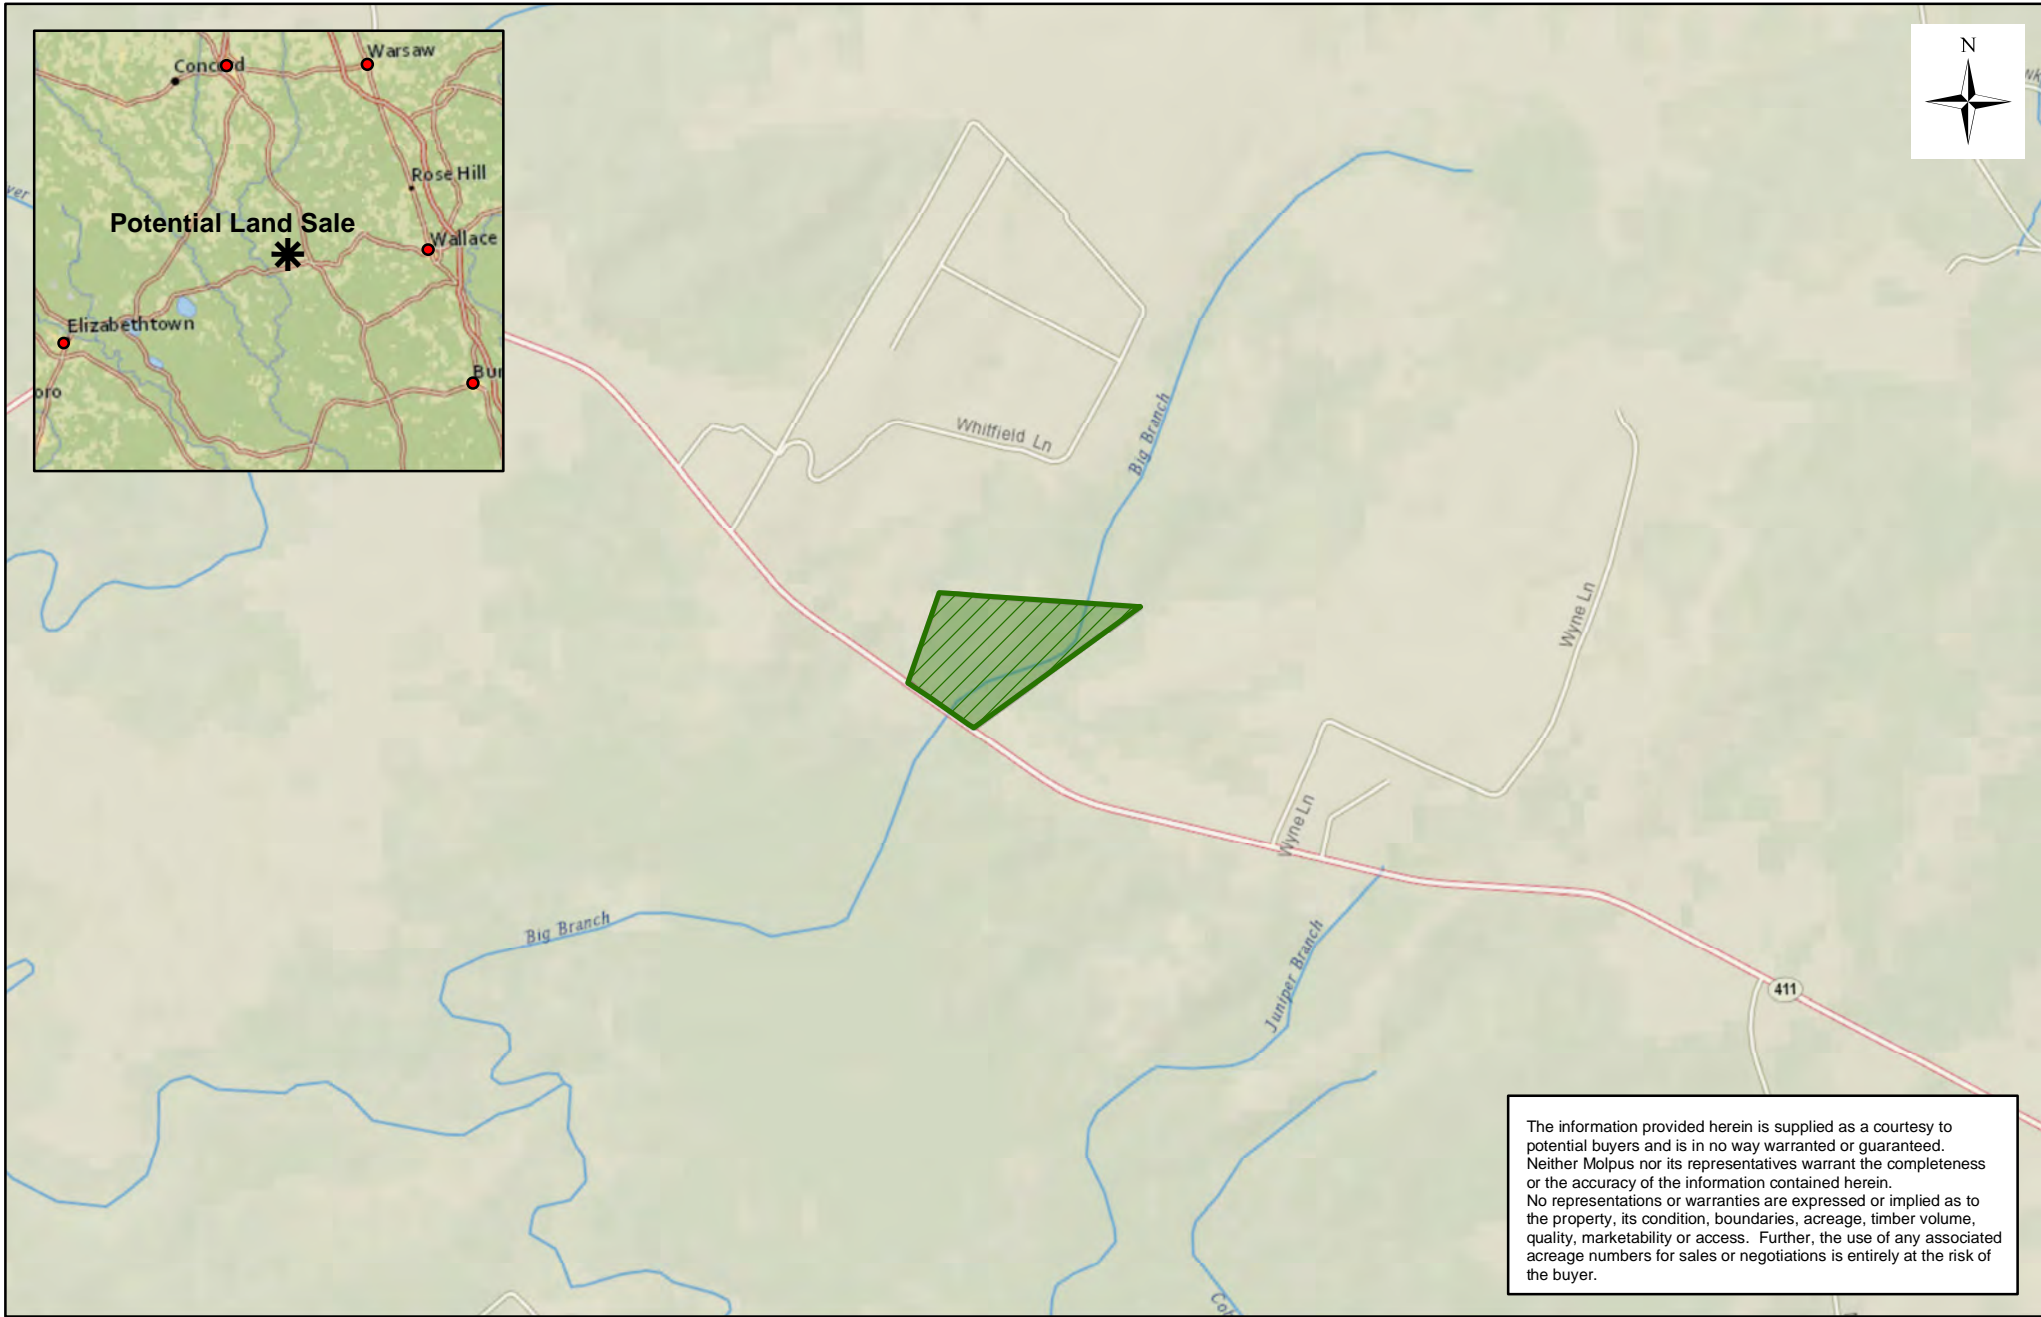 Concord
Warsaw
Rose Hill
Potential Land Sale
Wallace
Elizabethtown
Bur
oro
ver
N
Whitfield Ln
Big Branch
Wyne Ln
Wyne Ln
Big Branch
Juniper Branch
411
The information provided herein is supplied as a courtesy to
potential buyers and is in no way warranted or guaranteed.
Neither Molpus nor its representatives warrant the completeness
or the accuracy of the information contained herein.
No representations or warranties are expressed or implied as to
the property, its condition, boundaries, acreage, timber volume,
quality, marketability or access. Further, the use of any associated
acreage numbers for sales or negotiations is entirely at the risk of
the buyer.